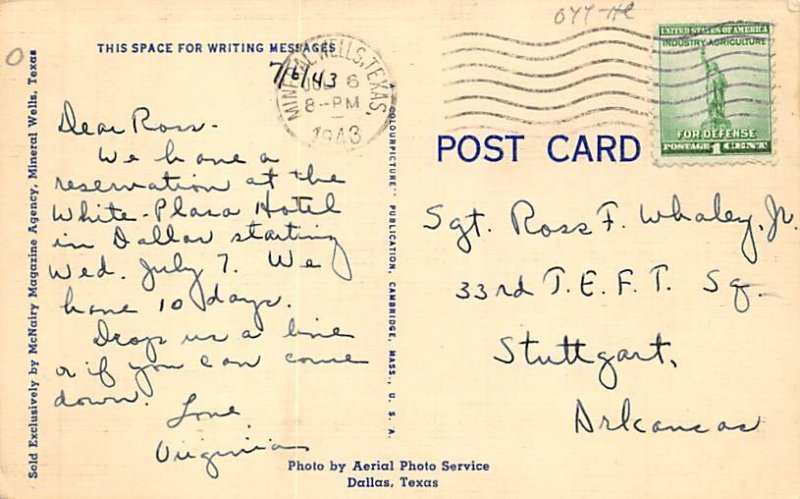 O77-HC
THIS SPACE FOR WRITING MESSAGES
7/6/43
MINERAL WELLS, TEXAS,
JUL 6
8-PM
1943
UNITED STATES OF AMERICA
INDUSTRY AGRICULTURE
FOR DEFENSE
POSTAGE 1 CENT
Dear Ross-
We have a
reservation at the
White-Plaza Hotel
in Dallas starting
Wed. July 7. We
have 10 days.
Drop us a line
or if you can come
down.
Love
Virginia
POST CARD
Sgt. Ross F. Whaley, Jr.
33rd T.E.F.T. Sq.
Stuttgart,
Arkansas
Sold Exclusively by McNairy Magazine Agency, Mineral Wells, Texas
"COLOURPICTURE" PUBLICATION, CAMBRIDGE, MASS., U. S. A.
Photo by Aerial Photo Service
Dallas, Texas